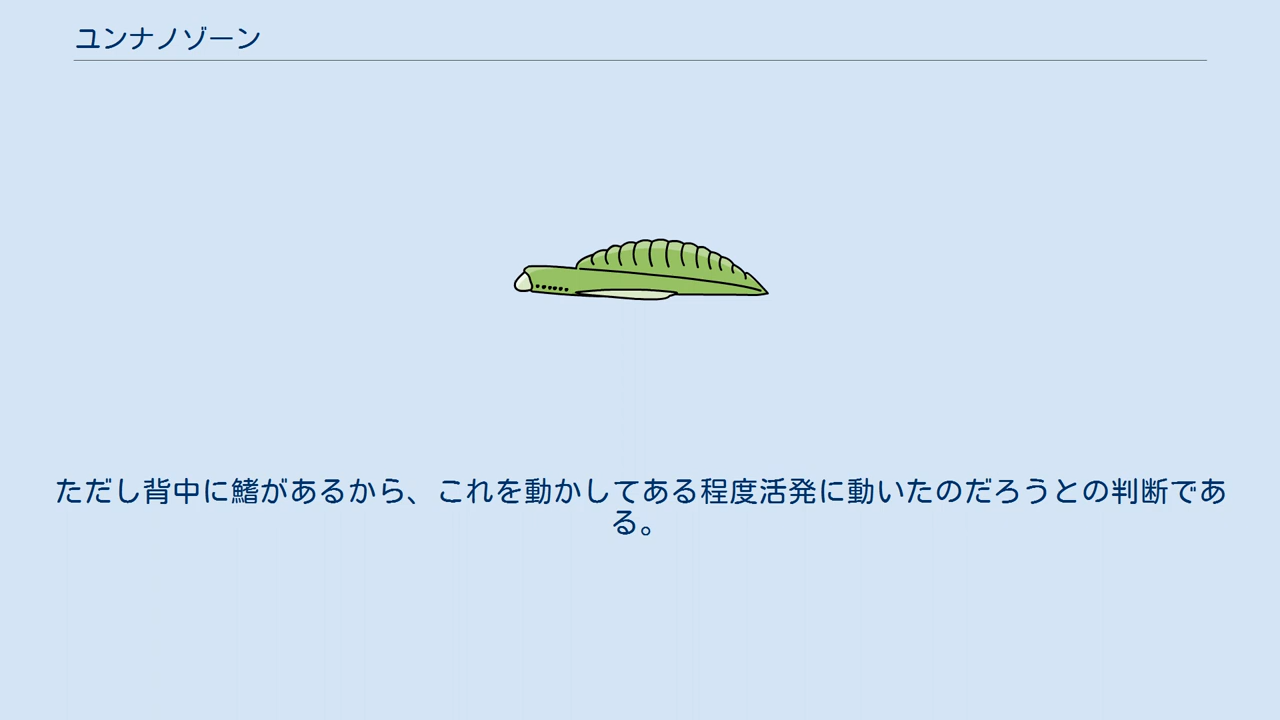 ユンナノゾーン
ただし背中に鰭があるから、これを動かしてある程度活発に動いたのだろうとの判断であ
る。